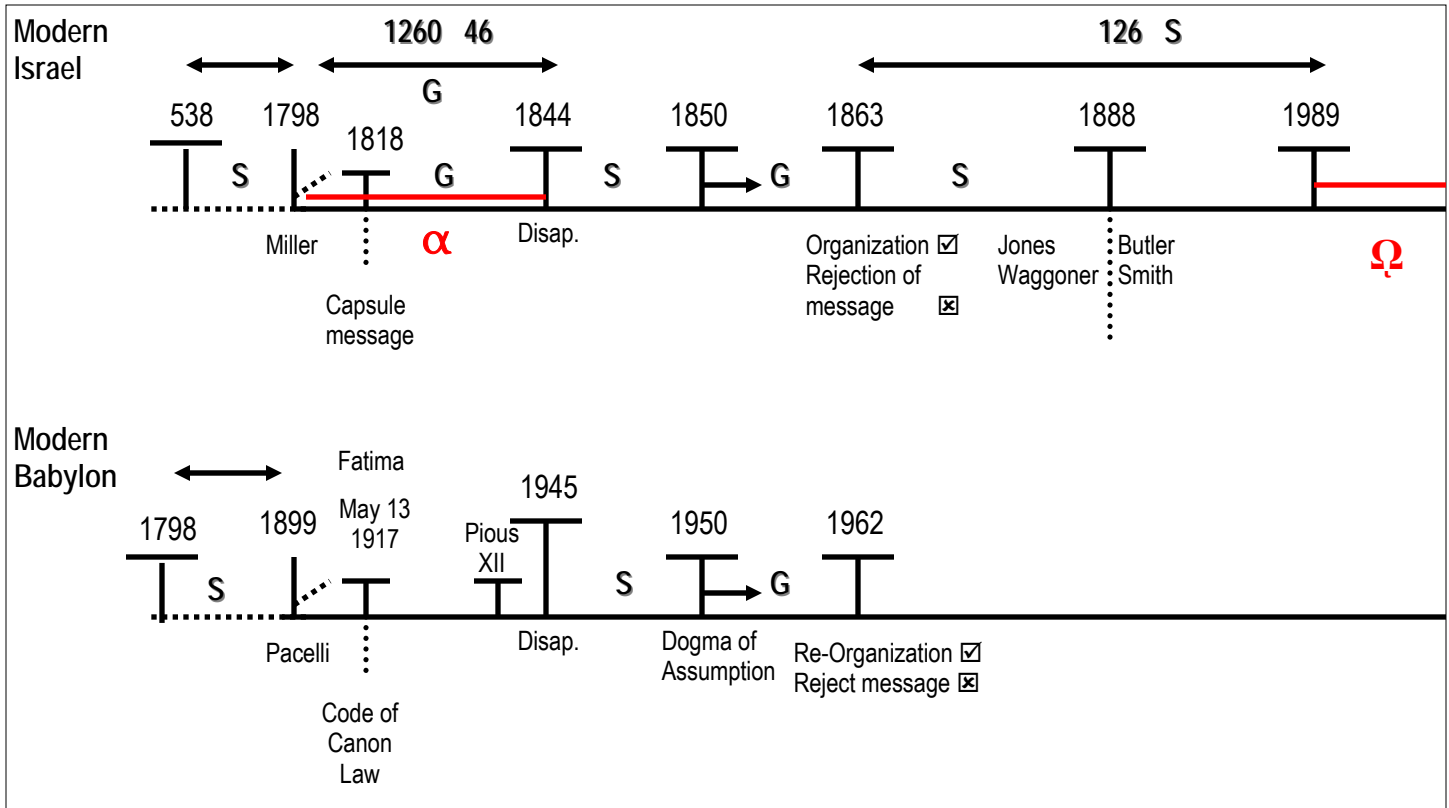 Modern
Israel
1260 46
126 S
G
538
1798
1818
1844
1850
1863
1888
1989
S
G
S
G
S
Miller
α
Disap.
Organization ☑
Rejection of
message ☒
Jones
Waggoner
Butler
Smith
Ω
Capsule
message
Modern
Babylon
Fatima
1798
1899
May 13
1917
Pious
XII
1945
1950
1962
S
S
G
Pacelli
Disap.
Dogma of
Assumption
Re-Organization ☑
Reject message ☒
Code of
Canon
Law